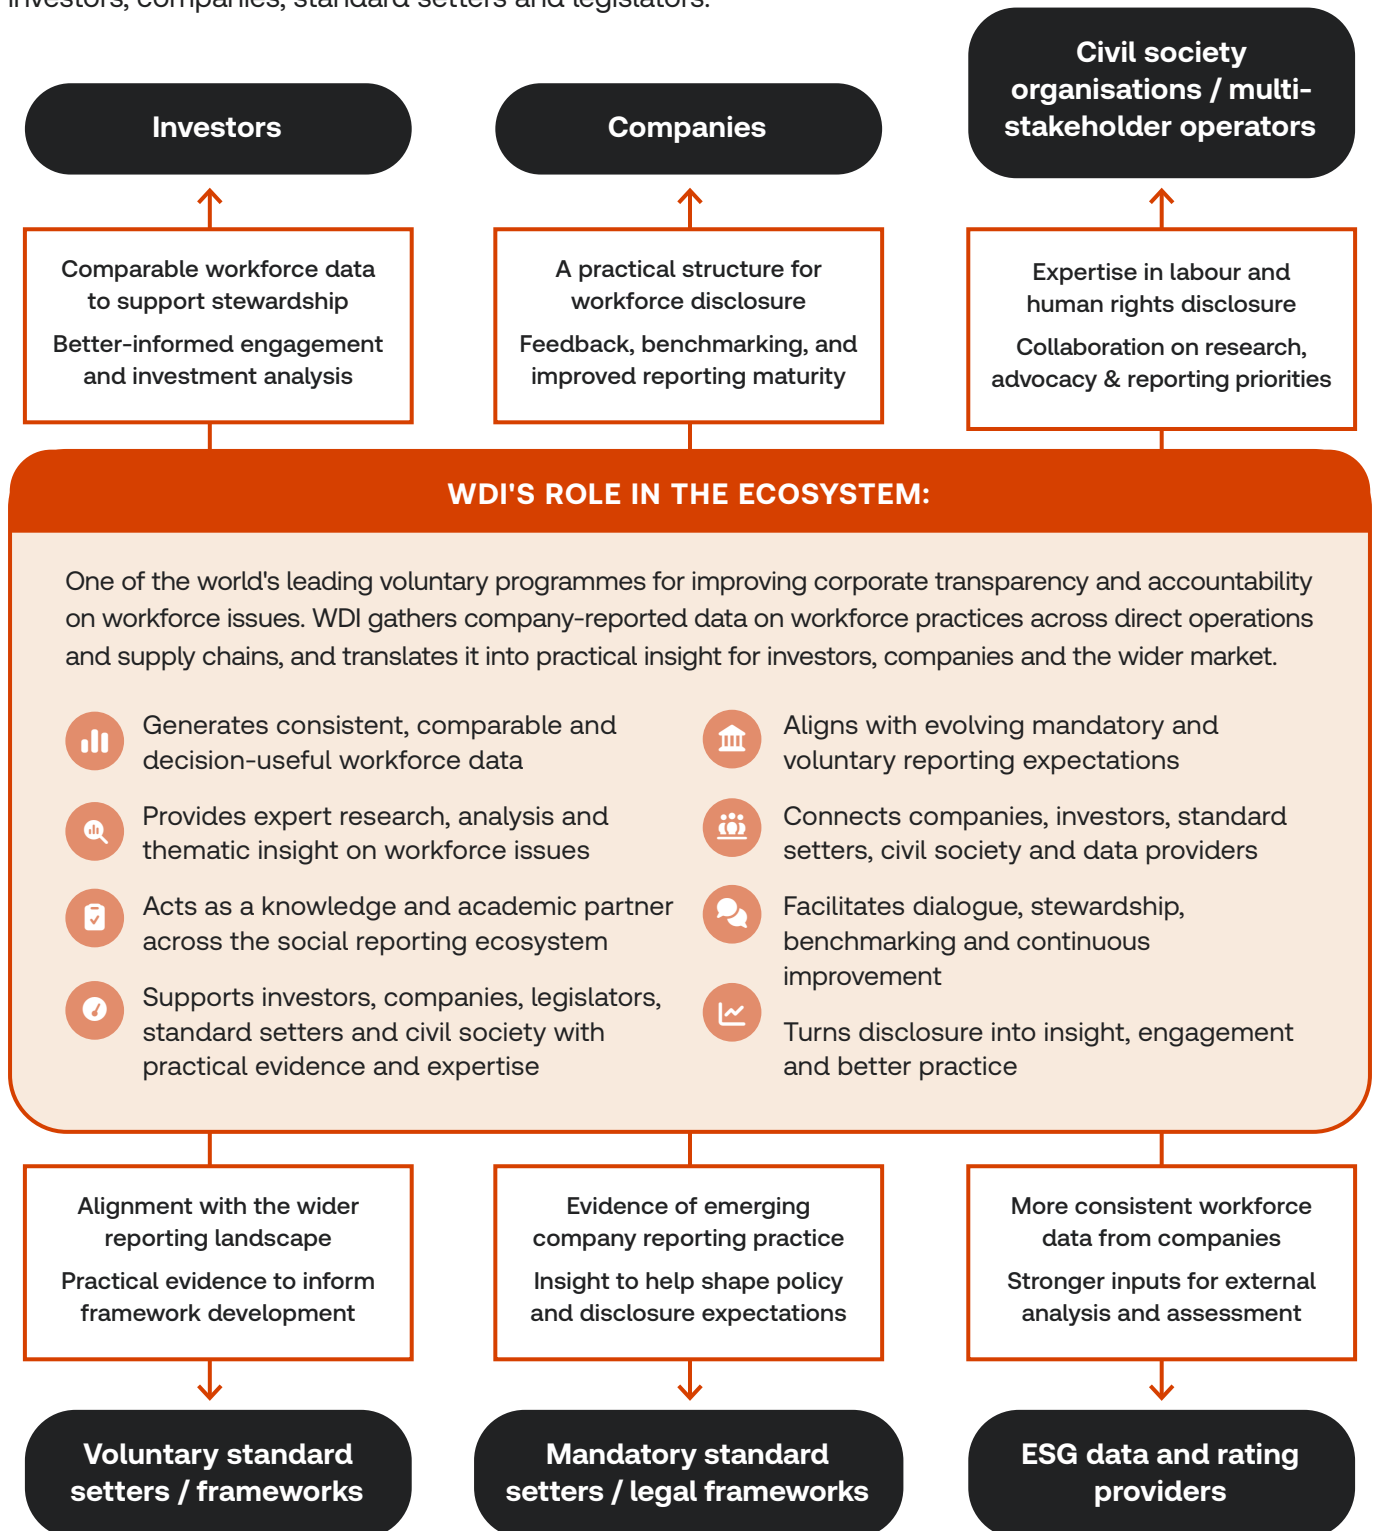 investors, companies, standard setters and legislators.
Investors
Companies
Civil society
organisations / multi-
stakeholder operators
Comparable workforce data
to support stewardship
Better-informed engagement
and investment analysis
A practical structure for
workforce disclosure
Feedback, benchmarking, and
improved reporting maturity
Expertise in labour and
human rights disclosure
Collaboration on research,
advocacy & reporting priorities
WDI'S ROLE IN THE ECOSYSTEM:
One of the world's leading voluntary programmes for improving corporate transparency and accountability
on workforce issues. WDI gathers company-reported data on workforce practices across direct operations
and supply chains, and translates it into practical insight for investors, companies and the wider market.
Generates consistent, comparable and
decision-useful workforce data
Provides expert research, analysis and
thematic insight on workforce issues
Acts as a knowledge and academic partner
across the social reporting ecosystem
Supports investors, companies, legislators,
standard setters and civil society with
practical evidence and expertise
Aligns with evolving mandatory and
voluntary reporting expectations
Connects companies, investors, standard
setters, civil society and data providers
Facilitates dialogue, stewardship,
benchmarking and continuous
improvement
Turns disclosure into insight, engagement
and better practice
Alignment with the wider
reporting landscape
Practical evidence to inform
framework development
Evidence of emerging
company reporting practice
Insight to help shape policy
and disclosure expectations
More consistent workforce
data from companies
Stronger inputs for external
analysis and assessment
Voluntary standard
setters / frameworks
Mandatory standard
setters / legal frameworks
ESG data and rating
providers